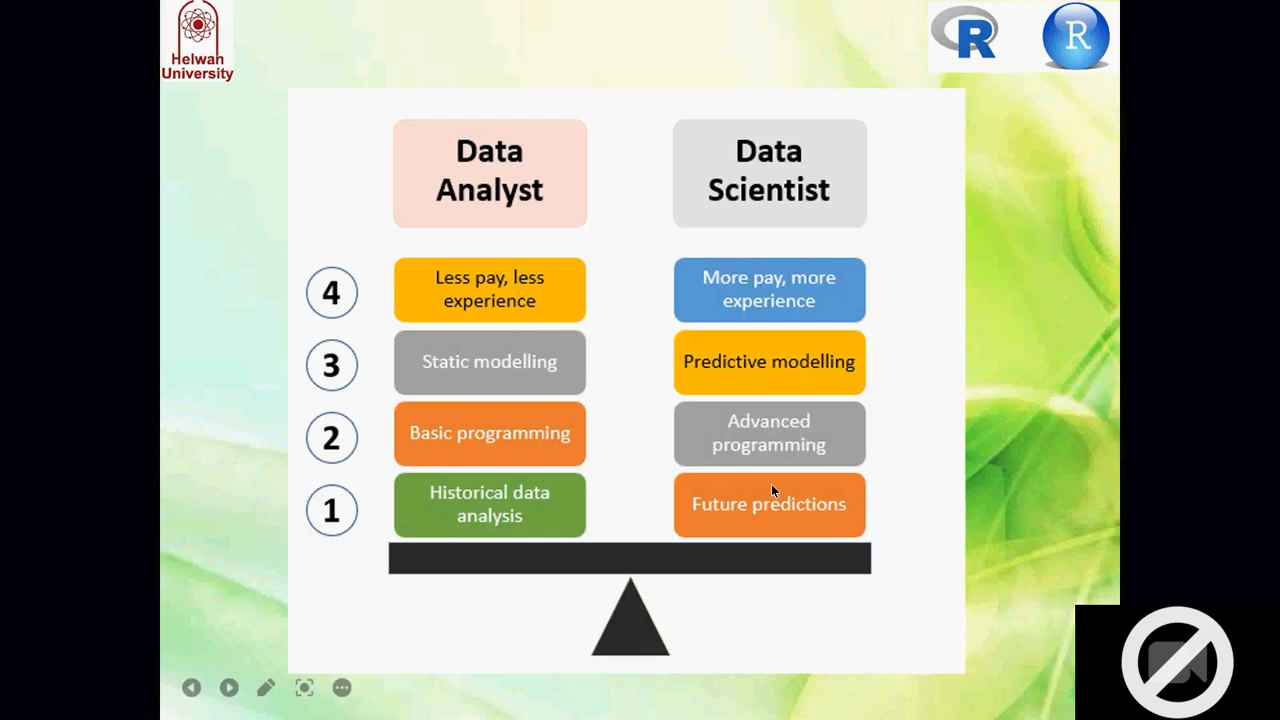 Helwan
University
R
R
Data
Analyst
Data
Scientist
4
Less pay, less
experience
More pay, more
experience
3
Static modelling
Predictive modelling
2
Basic programming
Advanced
programming
1
Historical data
analysis
Future predictions